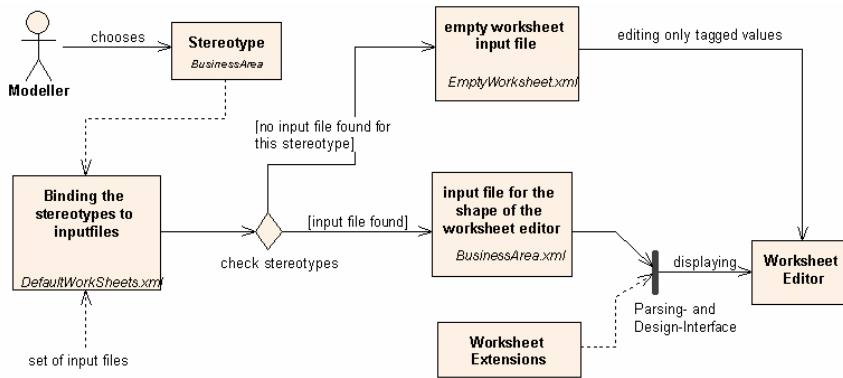 chooses
Modeller
Stereotype
BusinessArea
empty worksheet
input file
EmptyWorksheet.xml
editing only tagged values
[no input file found for
this stereotype]
Binding the
stereotypes to
inputfiles
DefaultWorkSheets.xml
set of input files
check stereotypes
[input file found]
input file for the
shape of the
worksheet editor
BusinessArea.xml
Worksheet
Extensions
Parsing- and
Design-Interface
displaying
Worksheet
Editor